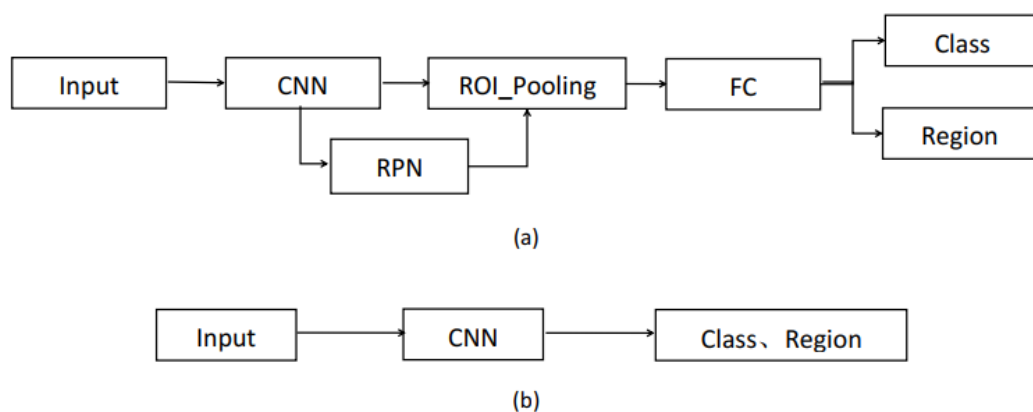 Class
Input
CNN
ROI_Pooling
FC
Region
RPN
(a)
Input
CNN
Class、Region
(b)